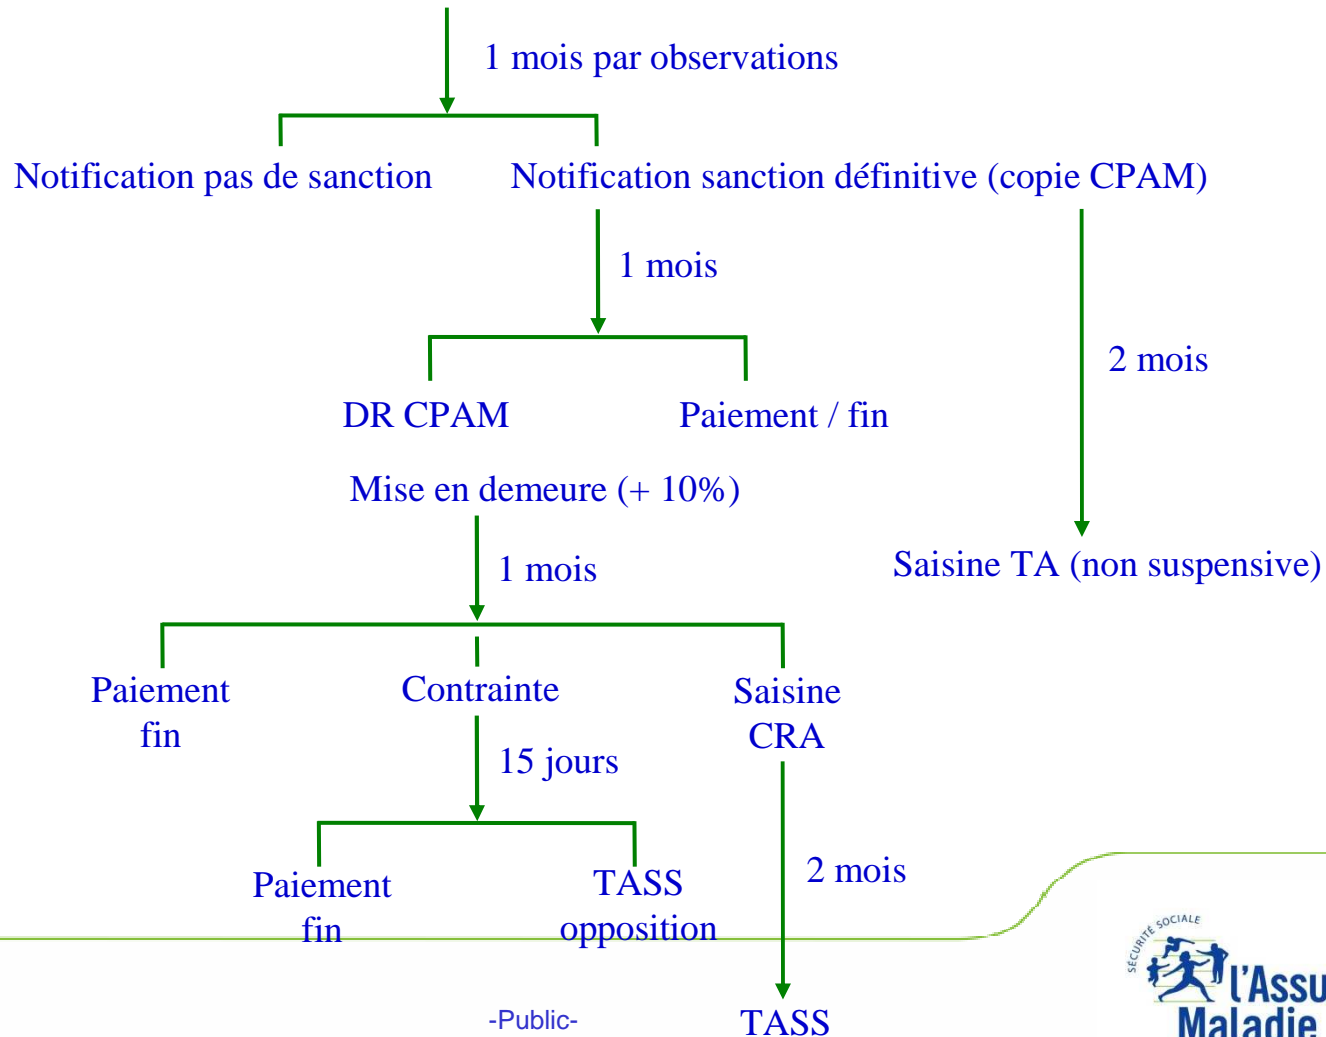 1 mois par observations
Notification pas de sanction
Notification sanction définitive (copie CPAM)
1 mois
2 mois
DR CPAM
Paiement / fin
Mise en demeure (+ 10%)
1 mois
Saisine TA (non suspensive)
Paiement
fin
Contrainte
Saisine
CRA
15 jours
2 mois
Paiement
fin
TASS
opposition
TASS
-Public-
SÉCURITÉ SOCIALE
l'Assu
Maladie